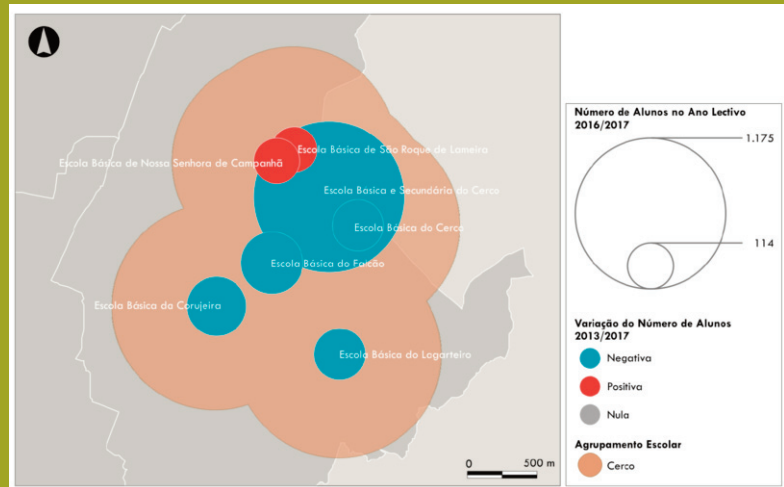 Escola Básica de São Roque de Lameira
Escola Básica de Nossa Senhora de Campanhã
Escola Basica e Secundária do Cerco
Escola Básica do Cerco
Escola Básica do Falcão
Escola Básica da Corujeira
Escola Básica do Lagarteiro
0 500 m
Número de Alunos no Ano Lectivo
2016/2017
1.175
114
Variação do Número de Alunos
2013/2017
Negativa
Positiva
Nula
Agrupamento Escolar
Cerco